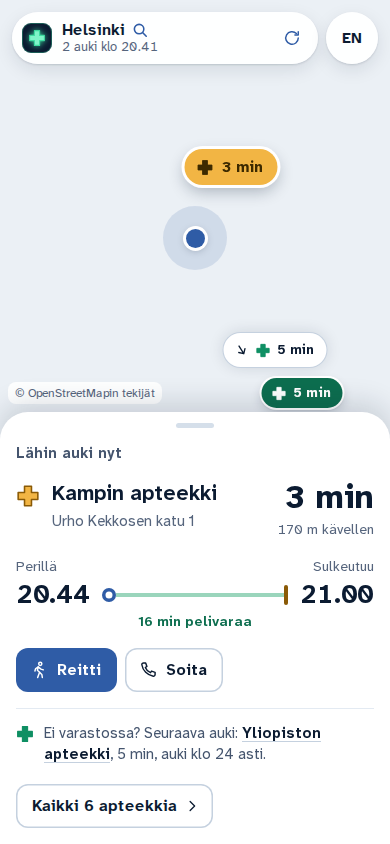 Helsinki
2 auki klo 20.41
EN
3 min
5 min
5 min
© OpenStreetMapin tekijät
Lähin auki nyt
Kampin apteekki
3 min
Urho Kekkosen katu 1
170 m kävellen
Perillä
Sulkeutuu
20.44
21.00
16 min pelivaraa
Reitti
Soita
Ei varastossa? Seuraava auki: Yliopiston
apteekki, 5 min, auki klo 24 asti.
Kaikki 6 apteekkia